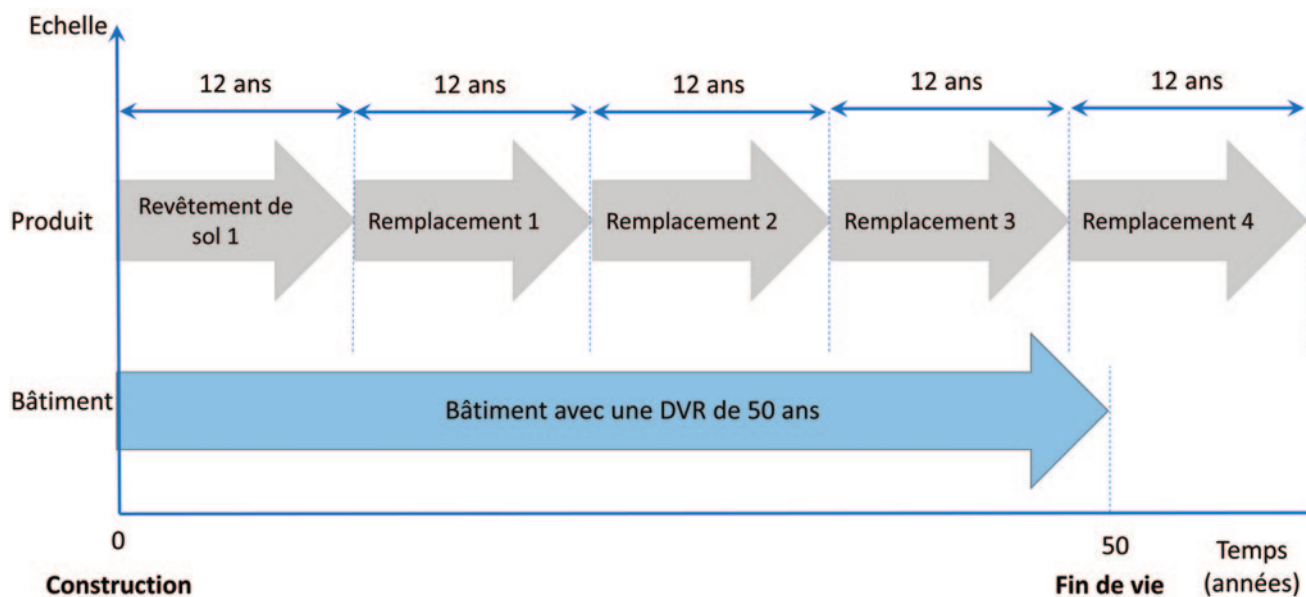 Echelle
12 ans 12 ans 12 ans 12 ans 12 ans
Produit
Revêtement de
sol 1
Remplacement 1
Remplacement 2
Remplacement 3
Remplacement 4
Bâtiment
Bâtiment avec une DVR de 50 ans
0 50 Temps
Construction Fin de vie (années)